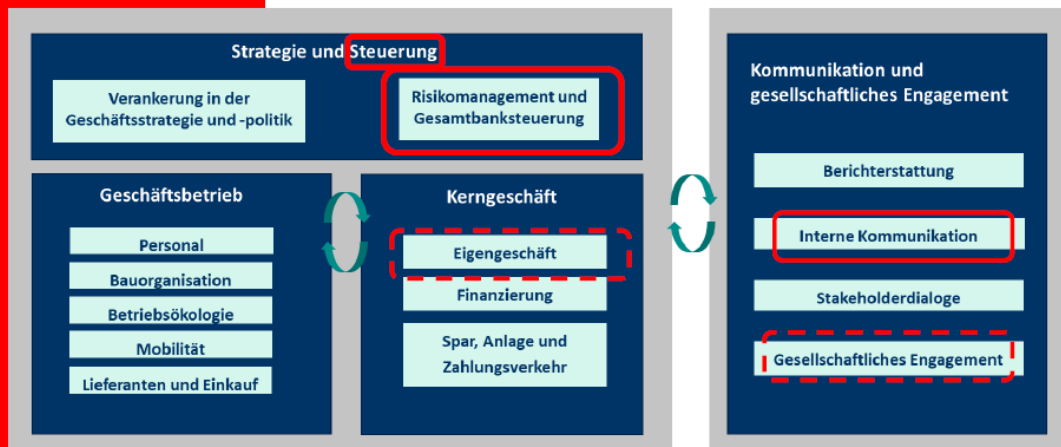 Strategie und Steuerung
Verankerung in der
Geschäftsstrategie und -politik
Risikomanagement und
Gesamtbanksteuerung
Geschäftsbetrieb
Personal
Bauorganisation
Betriebsökologie
Mobilität
Lieferanten und Einkauf
Kerngeschäft
Eigengeschäft
Finanzierung
Spar, Anlage und
Zahlungsverkehr
Kommunikation und
gesellschaftliches Engagement
Berichterstattung
Interne Kommunikation
Stakeholderdialoge
Gesellschaftliches Engagement